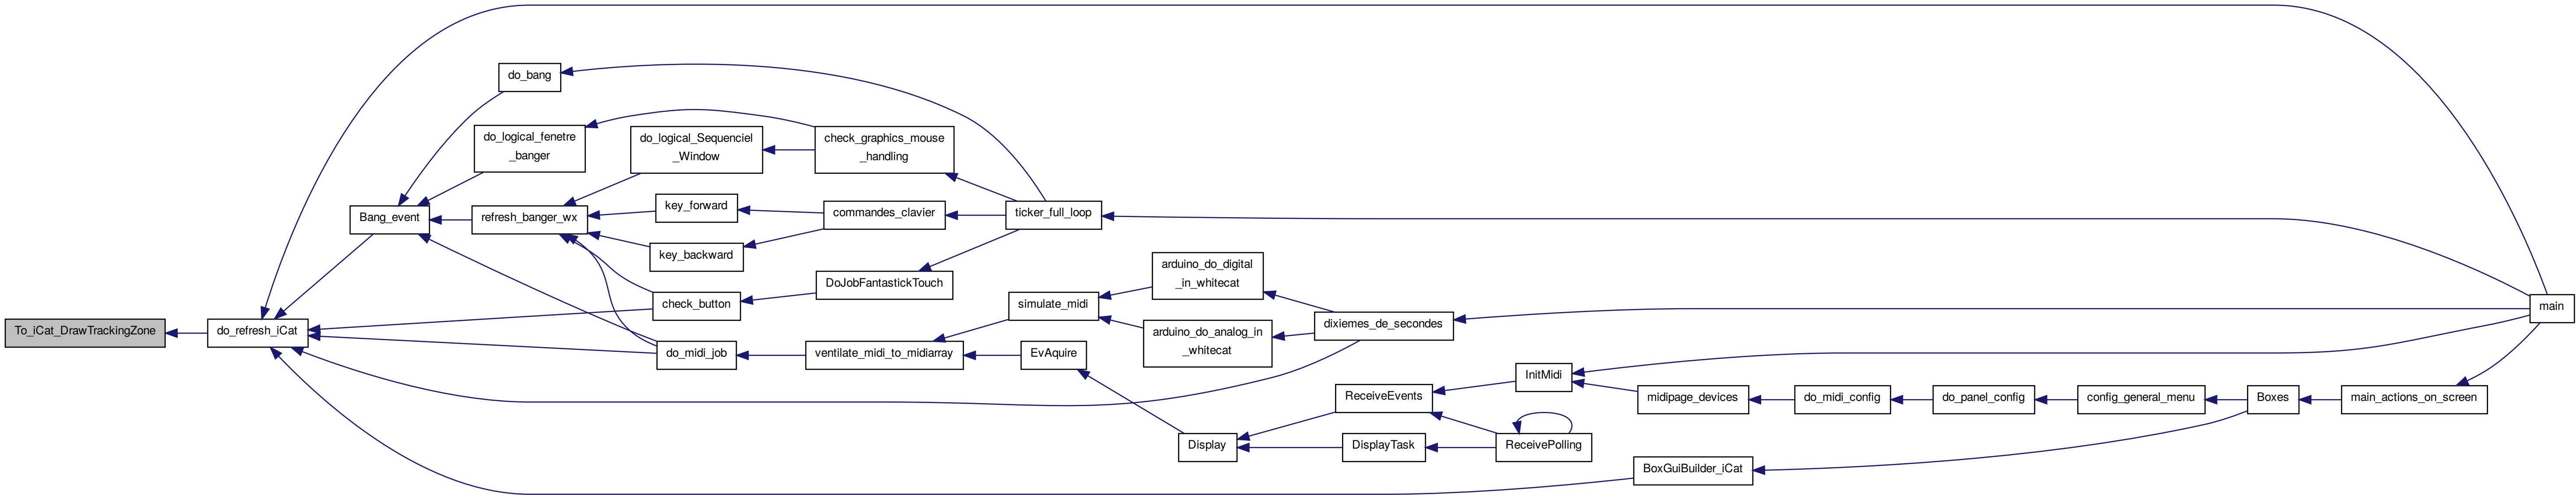 To_iCat_DrawTrackingZone
do_refresh_iCat
Bang_event
do_bang
do_logical_fenetre
_banger
refresh_banger_wx
do_logical_Sequenciel
_Window
key_forward
key_backward
check_button
do_midi_job
check_graphics_mouse
_handling
commandes_clavier
DoJobFantastickTouch
ventilate_midi_to_midiarray
ticker_full_loop
simulate_midi
EvAquire
arduino_do_digital
_in_whitecat
arduino_do_analog_in
_whitecat
Display
dixiemes_de_secondes
ReceiveEvents
DisplayTask
InitMidi
ReceivePolling
midipage_devices
BoxGuiBuilder_iCat
do_midi_config
do_panel_config
config_general_menu
Boxes
main_actions_on_screen
main